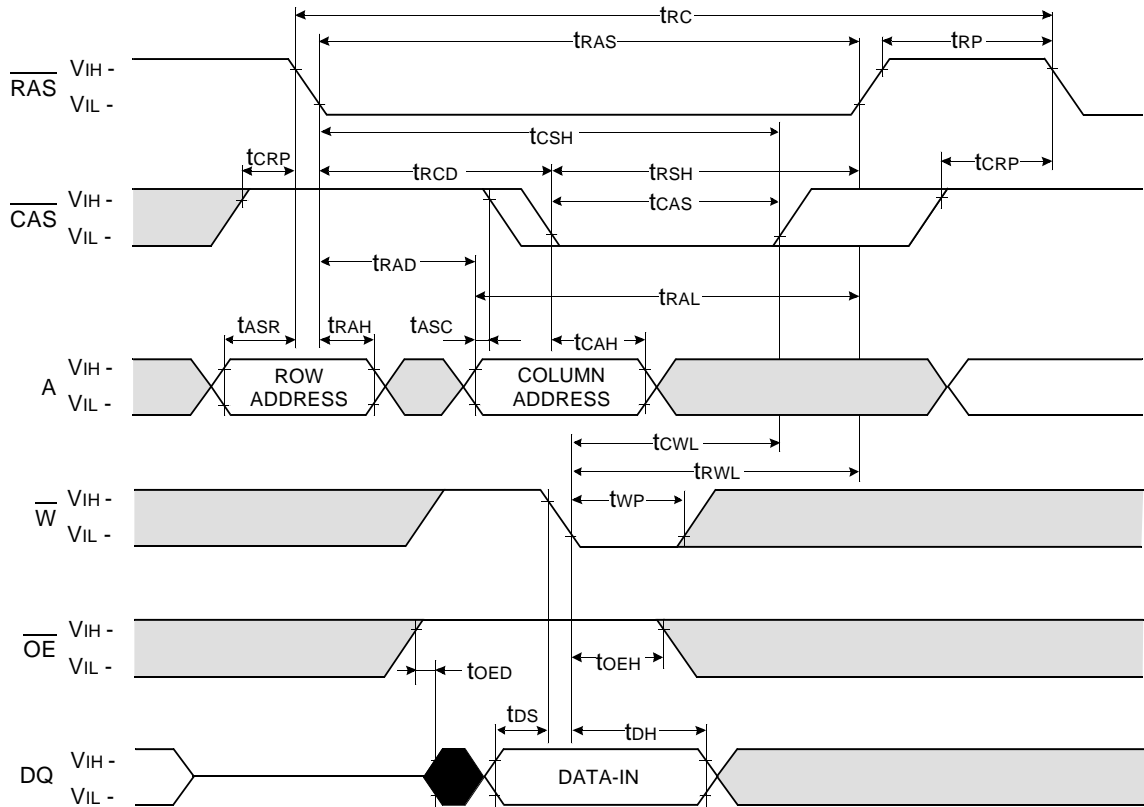 tRC
tRAS
tRP
RAS
VIH -
VIL -
tCSH
tCRP
tRCD
tRSH
tCRP
CAS
VIH -
VIL -
tCAS
tRAD
tRAL
tASR
tRAH
tASC
tCAH
A
VIH -
VIL -
ROW
ADDRESS
COLUMN
ADDRESS
tCWL
tRWL
W
VIH -
VIL -
tWP
OE
VIH -
VIL -
tOED
tOEH
tDS
tDH
DQ
VIH -
VIL -
DATA-IN